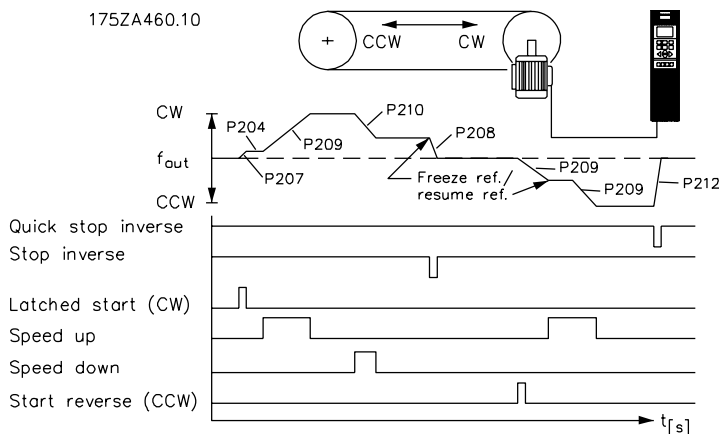 175ZA460.10
CCW CW
CW
P204
P210
P209
P208
fout
P207
Freeze ref./
resume ref.
P209
P209
P212
CCW
Quick stop inverse
Stop inverse
Latched start (CW)
Speed up
Speed down
Start reverse (CCW)
t[s]